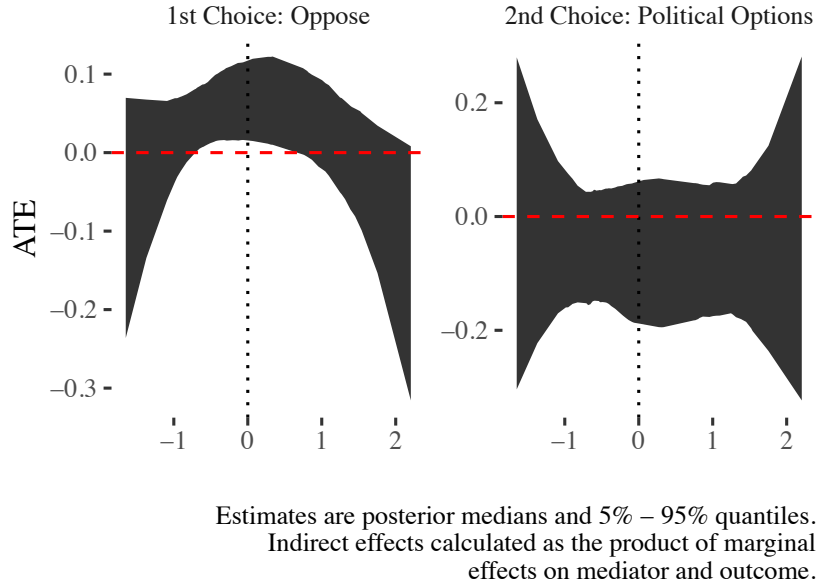 1st Choice: Oppose
2nd Choice: Political Options
ATE
0.1
0.0
–0.1
–0.2
–0.3
–1
0
1
2
0.2
0.0
–0.2
–1
0
1
2
Estimates are posterior medians and 5% – 95% quantiles.
Indirect effects calculated as the product of marginal
effects on mediator and outcome.